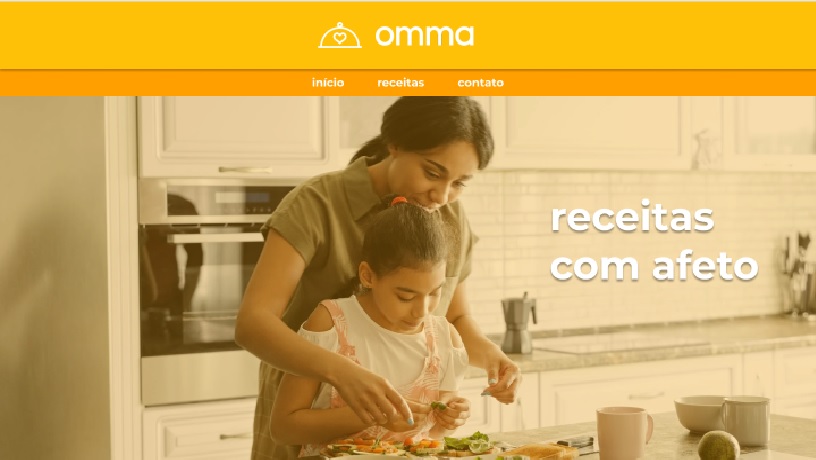 omma
início receitas contato
receitas
com afeto